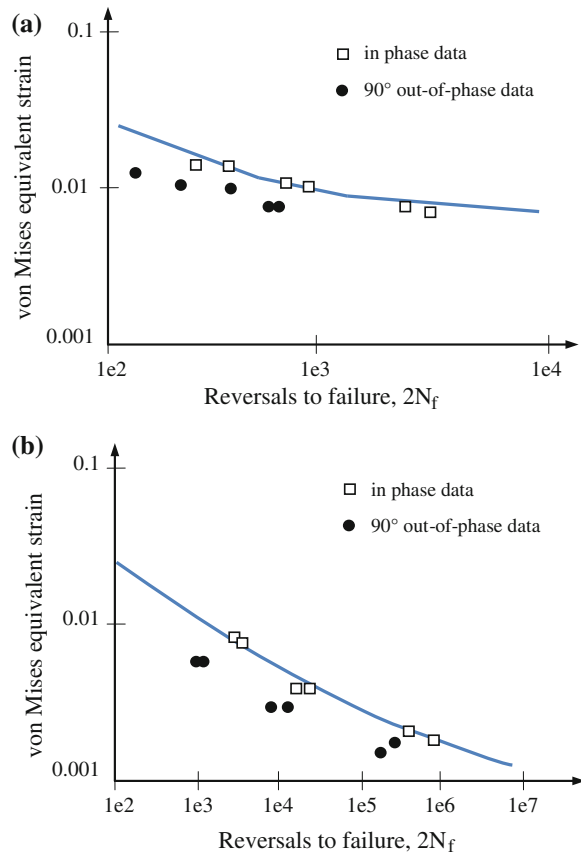 (a)
0.1
in phase data
90° out-of-phase data
von Mises equivalent strain
0.01
0.001
1e2
1e3
1e4
Reversals to failure, 2Nf
(b)
0.1
in phase data
90° out-of-phase data
von Mises equivalent strain
0.01
0.001
1e2
1e3
1e4
1e5
1e6
1e7
Reversals to failure, 2Nf